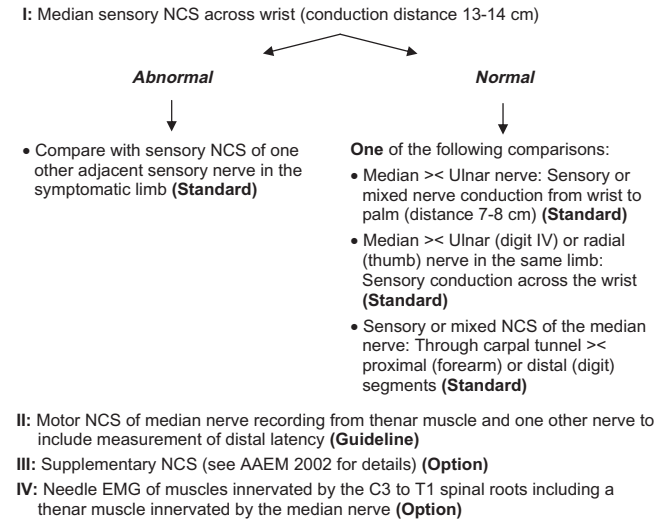 I: Median sensory NCS across wrist (conduction distance 13-14 cm)
Abnormal
• Compare with sensory NCS of one
other adjacent sensory nerve in the
symptomatic limb (Standard)
Normal
One of the following comparisons:
• Median >< Ulnar nerve: Sensory or
mixed nerve conduction from wrist to
palm (distance 7-8 cm) (Standard)
• Median >< Ulnar (digit IV) or radial
(thumb) nerve in the same limb:
Sensory conduction across the wrist
(Standard)
• Sensory or mixed NCS of the median
nerve: Through carpal tunnel ><
proximal (forearm) or distal (digit)
segments (Standard)
II: Motor NCS of median nerve recording from thenar muscle and one other nerve to
include measurement of distal latency (Guideline)
III: Supplementary NCS (see AAEM 2002 for details) (Option)
IV: Needle EMG of muscles innervated by the C3 to T1 spinal roots including a
thenar muscle innervated by the median nerve (Option)